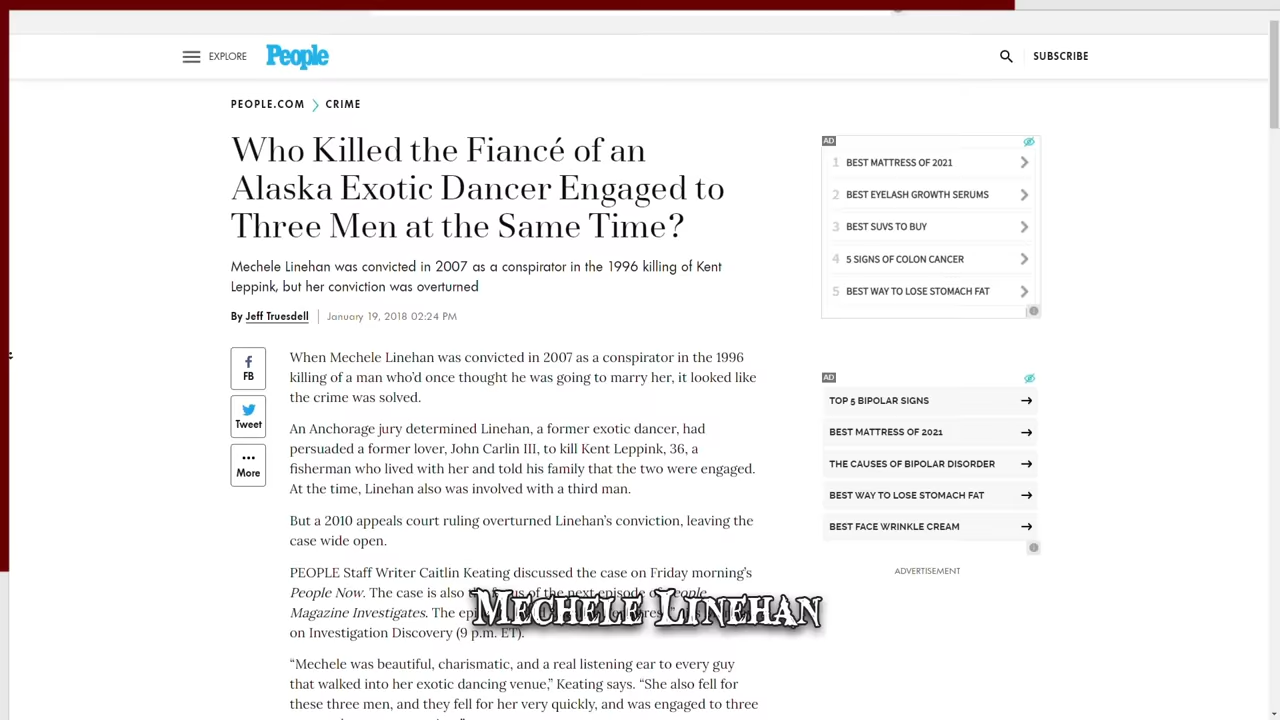 EXPLORE
People
SUBSCRIBE
PEOPLE.COM
CRIME
Who Killed the Fiancé of an
Alaska Exotic Dancer Engaged to
Three Men at the Same Time?
Mechele Linehan was convicted in 2007 as a conspirator in the 1996 killing of Kent
Leppink, but her conviction was overturned
By Jeff Truesdell
January 19, 2018 02:24 PM
FB
Tweet
More
When Mechele Linehan was convicted in 2007 as a conspirator in the 1996
killing of a man who’d once thought he was going to marry her, it looked like
the crime was solved.
An Anchorage jury determined Linehan, a former exotic dancer, had
persuaded a former lover, John Carlin III, to kill Kent Leppink, 36, a
fisherman who lived with her and told his family that the two were engaged.
At the time, Linehan also was involved with a third man.
But a 2010 appeals court ruling overturned Linehan’s conviction, leaving the
case wide open.
PEOPLE Staff Writer Caitlin Keating discussed the case on Friday morning’s
People Now. The case is also the focus of the next episode of People
Magazine Investigates. The
on Investigation Discovery (9 p.m. ET).
Mechele Linehan
“Mechele was beautiful, charismatic, and a real listening ear to every guy
that walked into her exotic dancing venue,” Keating says. “She also fell for
these three men, and they fell for her very quickly, and was engaged to three
AD
1 BEST MATTRESS OF 2021
2 BEST EYELASH GROWTH SERUMS
3 BEST SUVS TO BUY
4 5 SIGNS OF COLON CANCER
5 BEST WAY TO LOSE STOMACH FAT
AD
TOP 5 BIPOLAR SIGNS
BEST MATTRESS OF 2021
THE CAUSES OF BIPOLAR DISORDER
BEST WAY TO LOSE STOMACH FAT
BEST FACE WRINKLE CREAM
ADVERTISEMENT